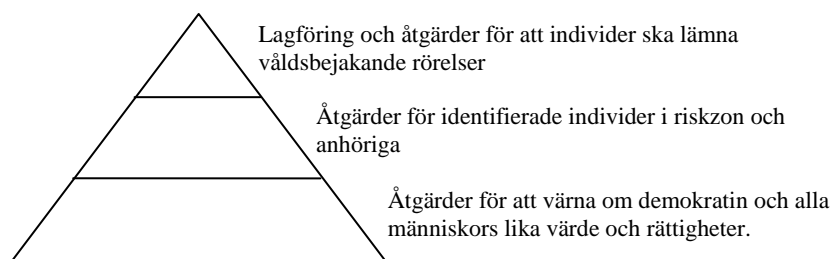 Lagföring och åtgärder för att individer ska lämna
våldsbejakande rörelser
Åtgärder för identifierade individer i riskzon och
anhöriga
Åtgärder för att värna om demokratin och alla
människors lika värde och rättigheter.